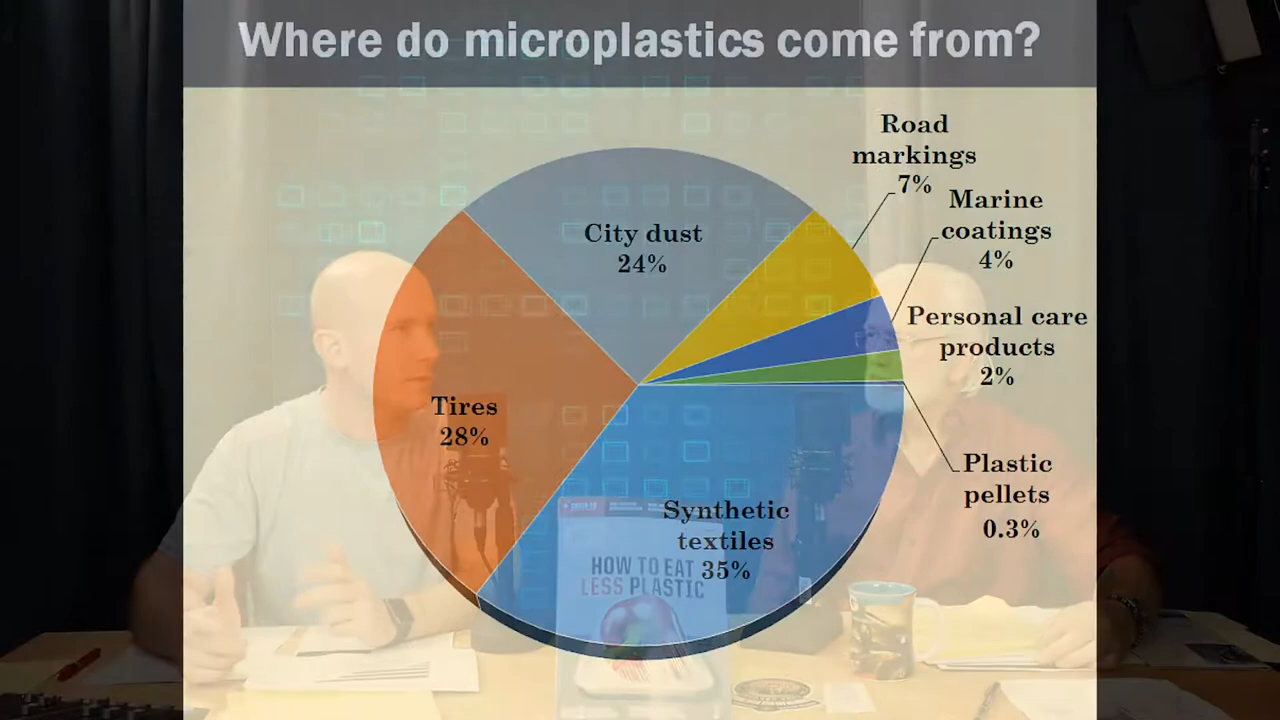 Where do microplastics come from?
Road
markings
7%
Marine
coatings
4%
City dust
24%
Personal care
products
2%
Tires
28%
Plastic
pellets
0.3%
Synthetic
textiles
35%
HOW TO EAT
LESS PLASTIC